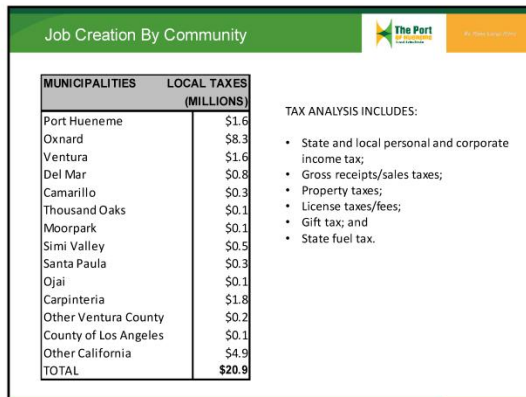 Job Creation By Community
The Port
OF HUENEME
MUNICIPALITIES LOCAL TAXES
(MILLIONS)
Port Hueneme $1.6
Oxnard $8.3
Ventura $1.6
Del Mar $0.8
Camarillo $0.3
Thousand Oaks $0.1
Moorpark $0.1
Simi Valley $0.5
Santa Paula $0.3
Ojai $0.1
Carpinteria $1.8
Other Ventura County $0.2
County of Los Angeles $0.1
Other California $4.9
TOTAL $20.9
TAX ANALYSIS INCLUDES:
• State and local personal and corporate
income tax;
• Gross receipts/sales taxes;
• Property taxes;
• License taxes/fees;
• Gift tax; and
• State fuel tax.